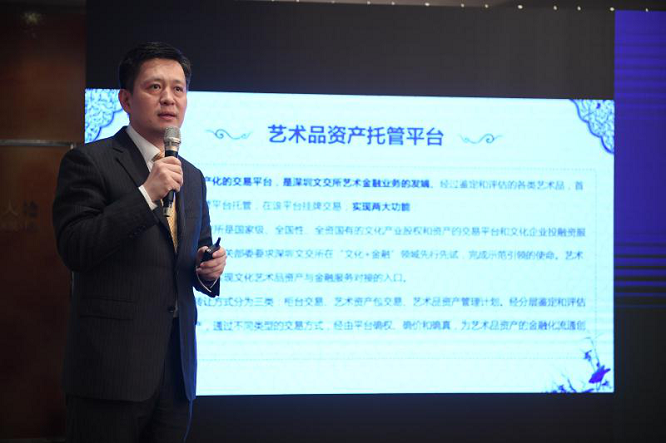 艺术品资产托管平台
产化的交易平台，是深圳文交所艺术金融业务的发端。经过鉴定和评估的各类艺术品，首
平台托管，在该平台挂牌交易，实现两大功能
所是国家级、全国性、全资国有的文化产业股权和资产的交易平台和文化企业投融资服
关部委要求深圳文交所在“文化+金融”领域先行先试，完成示范引领的使命。艺术
现文化艺术品资产与金融服务对接的入口。
转让方式分为三类：柜台交易、艺术资产包交易、艺术品资产管理计划。经分层鉴定和评估
，通过不同类型的交易方式，经由平台确权、确价和确真，为艺术品资产的金融化流通创